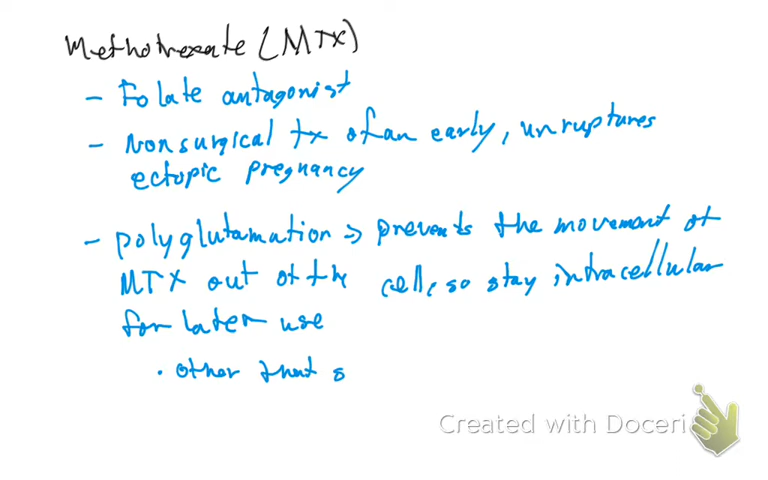 Methotrexate (MTX)
- Folate antagonist
- Nonsurgical tx of an early, unruptures
ectopic pregnancy
- polyglutamation => prevents the movement of
MTX out of the cell, so stay intracellular
for later use
• other that s
Created with Doceri